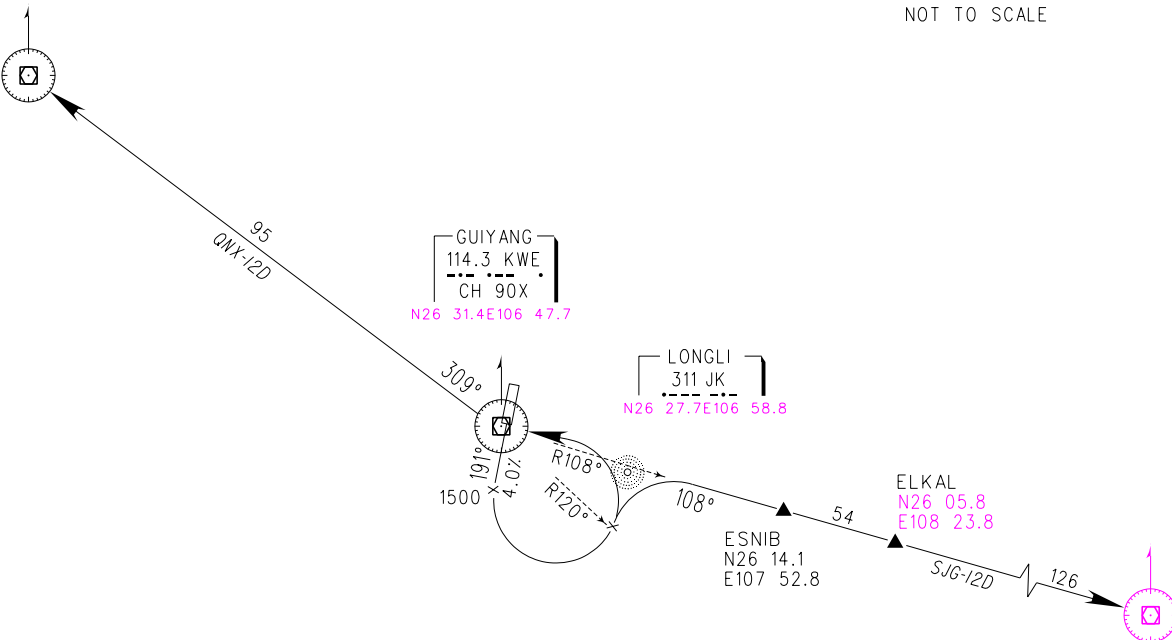 NOT TO SCALE
95
QNX-12D
GUIYANG
114.3 KWE
CH 90X
N26 31.4E106 47.7
309°
LONGLI
311 JK
N26 27.7E106 58.8
191°
4.0%
1500
R108°
R120°
108°
ESNIB
N26 14.1
E107 52.8
54
ELKAL
N26 05.8
E108 23.8
SJG-12D
126